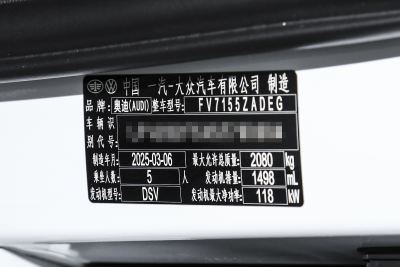 中国 一汽-大众汽车有限公司 制造
品牌: 奥迪(AUDI) 整车型号: FV7155ZADEG
车辆识
别代号:
制造年月 2025-03-06 最大允许总质量 2080 kg
乘坐人数 5 人 发动机排量 1498 mL
发动机型号 DSV 发动机最大净功率 118 kW